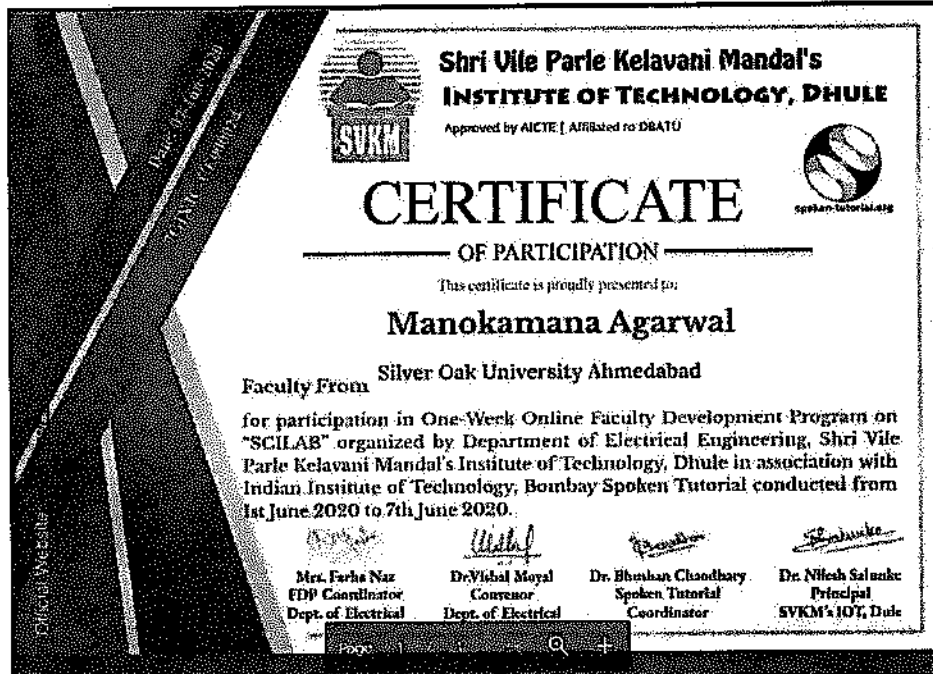 Shri Vile Parle Kelavani Mandal's
INSTITUTE OF TECHNOLOGY, DHULE
Approved by AICTE | Affiliated to DBATU
SVKM
spoken-tutorial.org
CERTIFICATE
OF PARTICIPATION
This certificate is proudly presented to:
Manokamana Agarwal
Faculty From Silver Oak University Ahmedabad
for participation in One-Week Online Faculty Development Program on
"SCILAB" organized by Department of Electrical Engineering, Shri Vile
Parle Kelavani Mandal's Institute of Technology, Dhule in association with
Indian Institute of Technology, Bombay Spoken Tutorial conducted from
1st June 2020 to 7th June 2020.
Mrs. Farha Naz
FDP Coordinator
Dept. of Electrical
Dr.Vishal Moyal
Convenor
Dept. of Electrical
Dr. Bhushan Chaudhary
Spoken Tutorial
Coordinator
Dr. Nilesh Salunke
Principal
SVKM's IOT, Dule
Official Website
Page